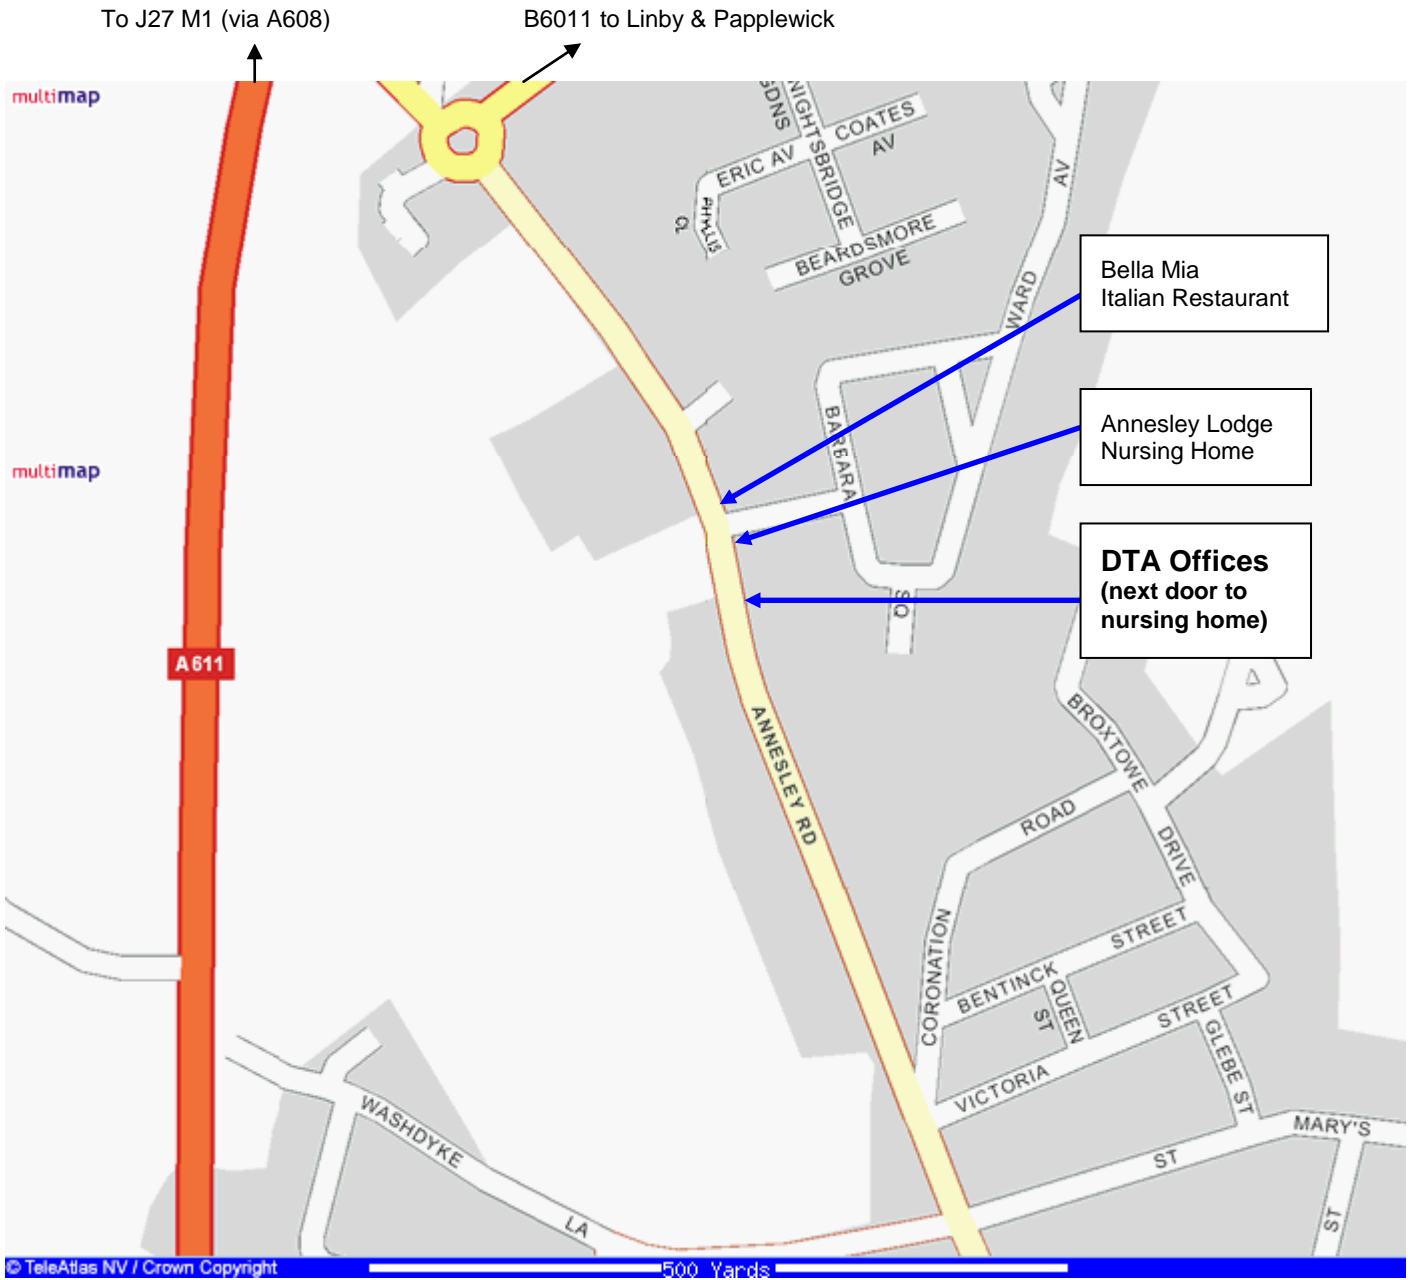 To J27 M1 (via A608)
B6011 to Linby & Papplewick
multimap
GDNS
NIGHTSBRIDGE
COATES
AV
ERIC AV
PHYLLIS
CL
BEARDSMORE
GROVE
AV
WARD
Bella Mia
Italian Restaurant
BARBARA
SQ
Annesley Lodge
Nursing Home
multimap
DTA Offices
(next door to
nursing home)
A611
ANNESLEY RD
BROXTOWE
DRIVE
ROAD
CORONATION
BENTINCK
STREET
QUEEN
ST
VICTORIA
STREET
GLEBE ST
MARY'S
ST
ST
WASHDYKE
LA
© TeleAtlas NV / Crown Copyright
500 Yards